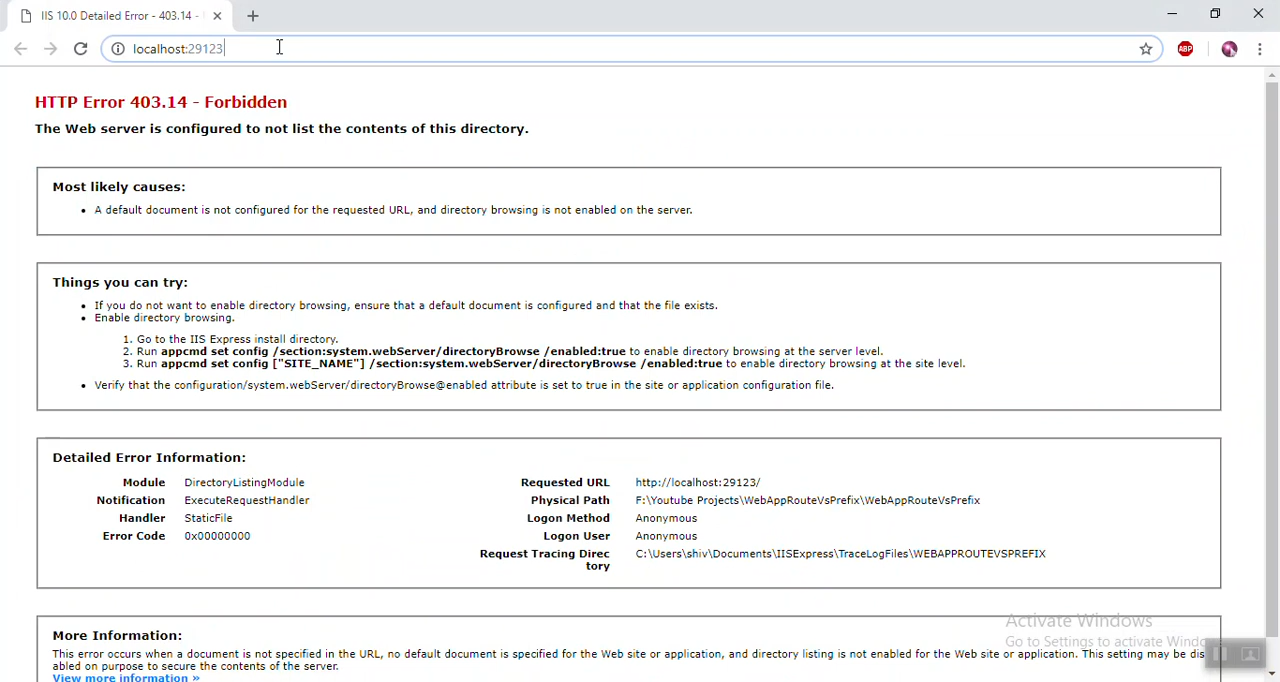 IIS 10.0 Detailed Error - 403.14 -
localhost:29123
ABP
HTTP Error 403.14 - Forbidden
The Web server is configured to not list the contents of this directory.
Most likely causes:
• A default document is not configured for the requested URL, and directory browsing is not enabled on the server.
Things you can try:
• If you do not want to enable directory browsing, ensure that a default document is configured and that the file exists.
• Enable directory browsing.
1. Go to the IIS Express install directory.
2. Run appcmd set config /section:system.webServer/directoryBrowse /enabled:true to enable directory browsing at the server level.
3. Run appcmd set config ["SITE_NAME"] /section:system.webServer/directoryBrowse /enabled:true to enable directory browsing at the site level.
• Verify that the configuration/system.webServer/directoryBrowse@enabled attribute is set to true in the site or application configuration file.
Detailed Error Information:
Module DirectoryListingModule
Notification ExecuteRequestHandler
Handler StaticFile
Error Code 0x00000000
Requested URL http://localhost:29123/
Physical Path F:\Youtube Projects\WebAppRouteVsPrefix\WebAppRouteVsPrefix
Logon Method Anonymous
Logon User Anonymous
Request Tracing Direc C:\Users\shiv\Documents\IISExpress\TraceLogFiles\WEBAPPROUTEVSPREFIX
tory
More Information:
This error occurs when a document is not specified in the URL, no default document is specified for the Web site or application, and directory listing is not enabled for the Web site or application. This setting may be dis
abled on purpose to secure the contents of the server.
View more information »
Activate Windows
Go to Settings to activate Windo